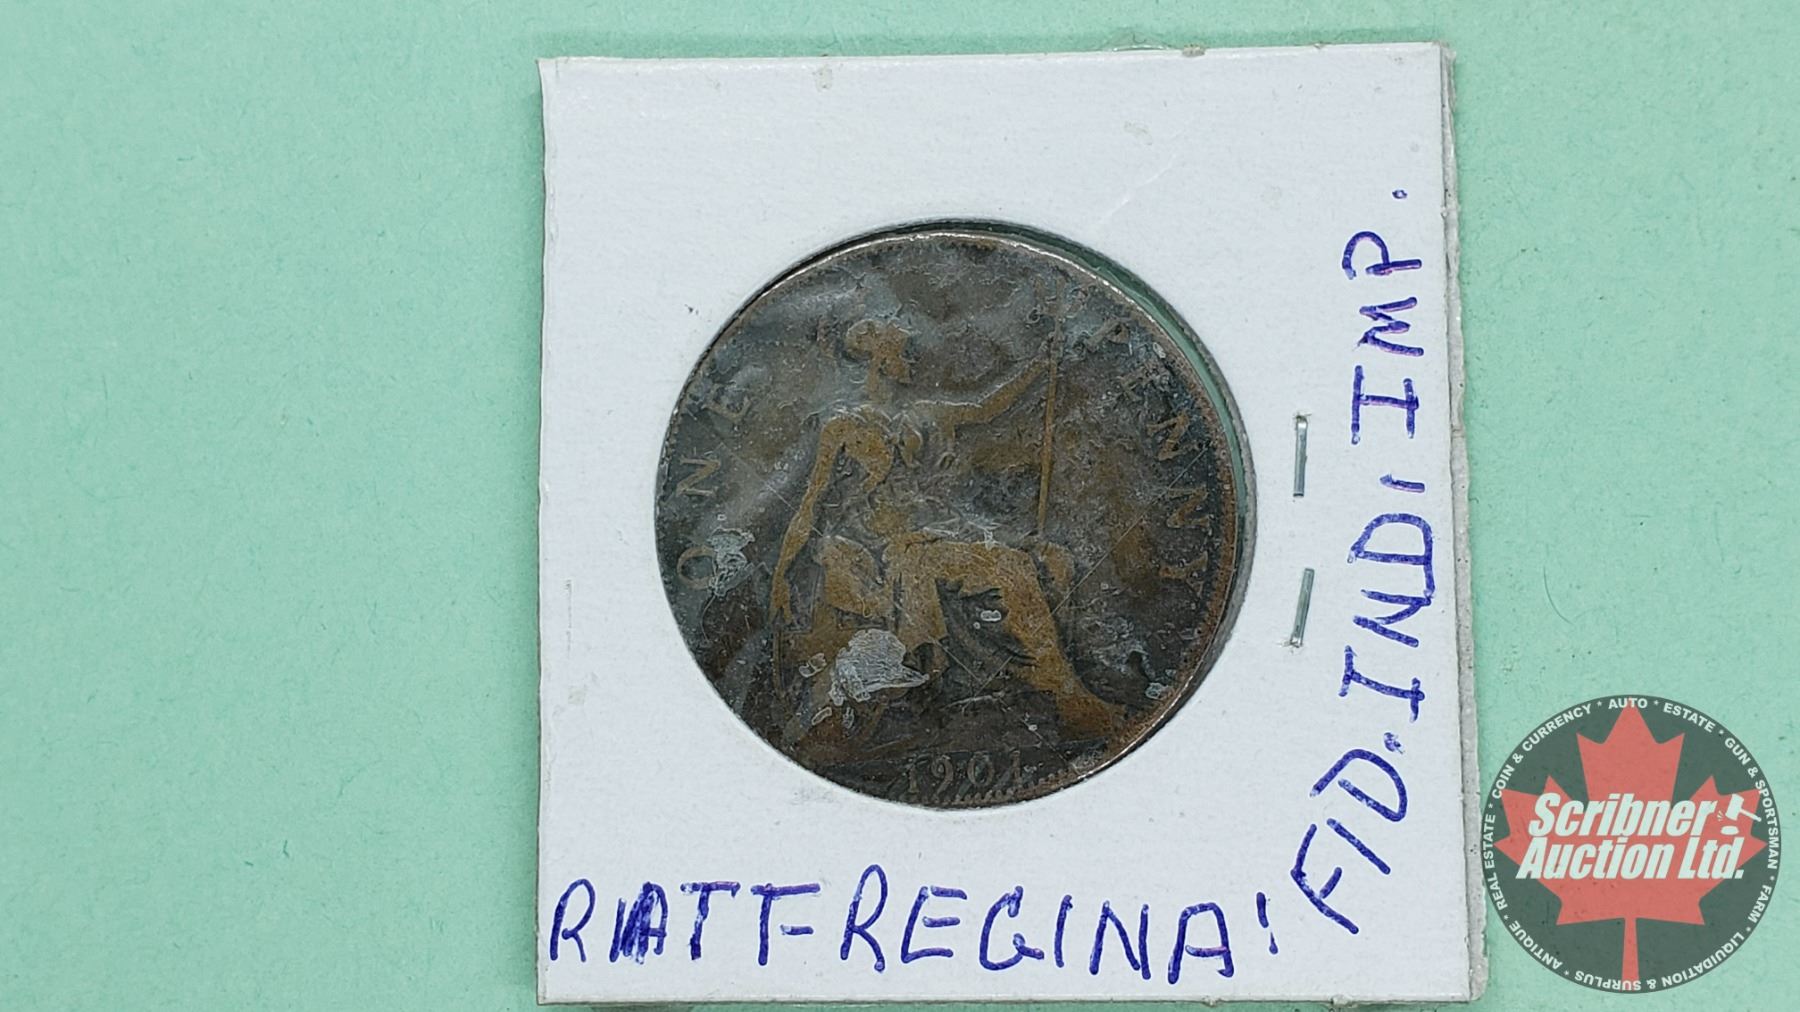 ONE PENNY
1901
RIATT-REGINA!
FID. IND, IMP.
Scribner
Auction Ltd.
COIN & CURRENCY * AUTO * ESTATE * GUN & SPORTSMAN * FARM * LIQUIDATION & SURPLUS * ANTIQUE * REAL ESTATE *